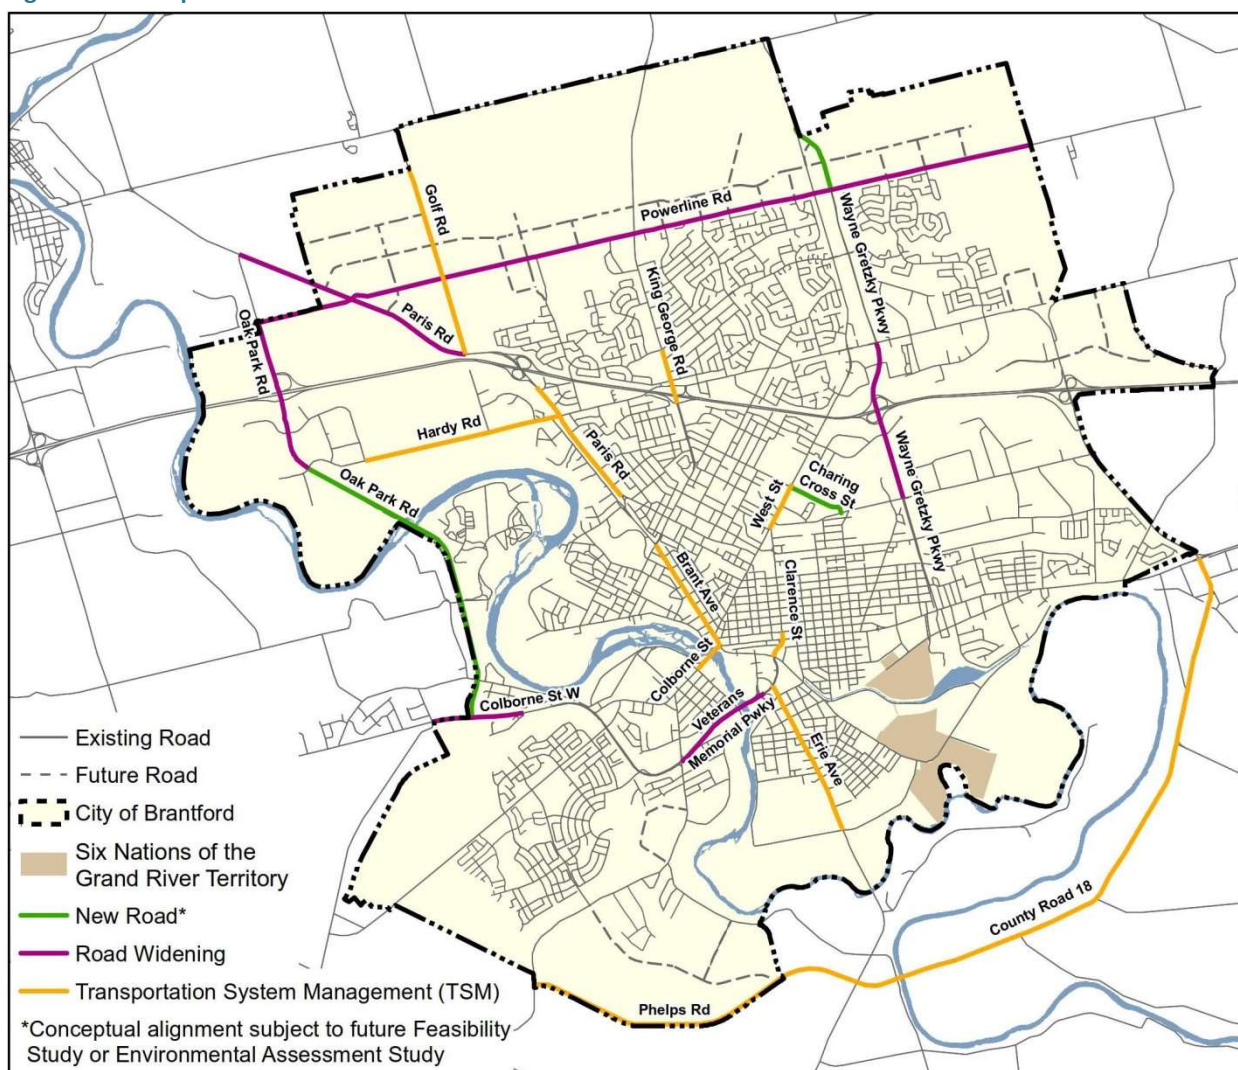 Golf Rd
Powerline Rd
Wayne Gretzky Pkwy
King George Rd
Oak Park Rd
Paris Rd
Hardy Rd
Paris Rd
Oak Park Rd
Charing
Cross St
West St
Wayne Gretzky Pkwy
Brant Ave
Clarence St
Colborne St
Colborne St W
Veterans
Memorial Pwky
Erie Ave
County Road 18
Phelps Rd
Existing Road
Future Road
City of Brantford
Six Nations of the
Grand River Territory
New Road*
Road Widening
Transportation System Management (TSM)
*Conceptual alignment subject to future Feasibility
Study or Environmental Assessment Study